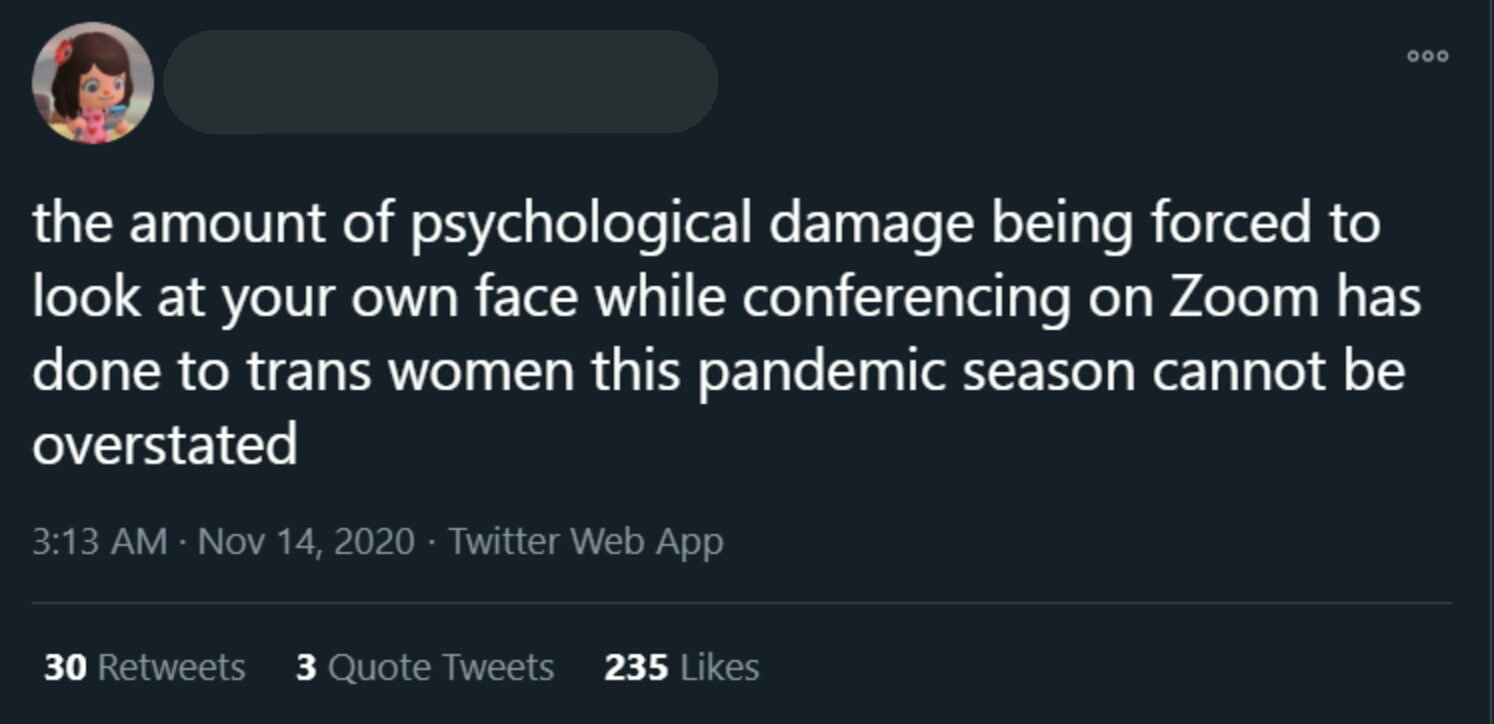 the amount of psychological damage being forced to
look at your own face while conferencing on Zoom has
done to trans women this pandemic season cannot be
overstated
3:13 AM · Nov 14, 2020 · Twitter Web App
30 Retweets 3 Quote Tweets 235 Likes